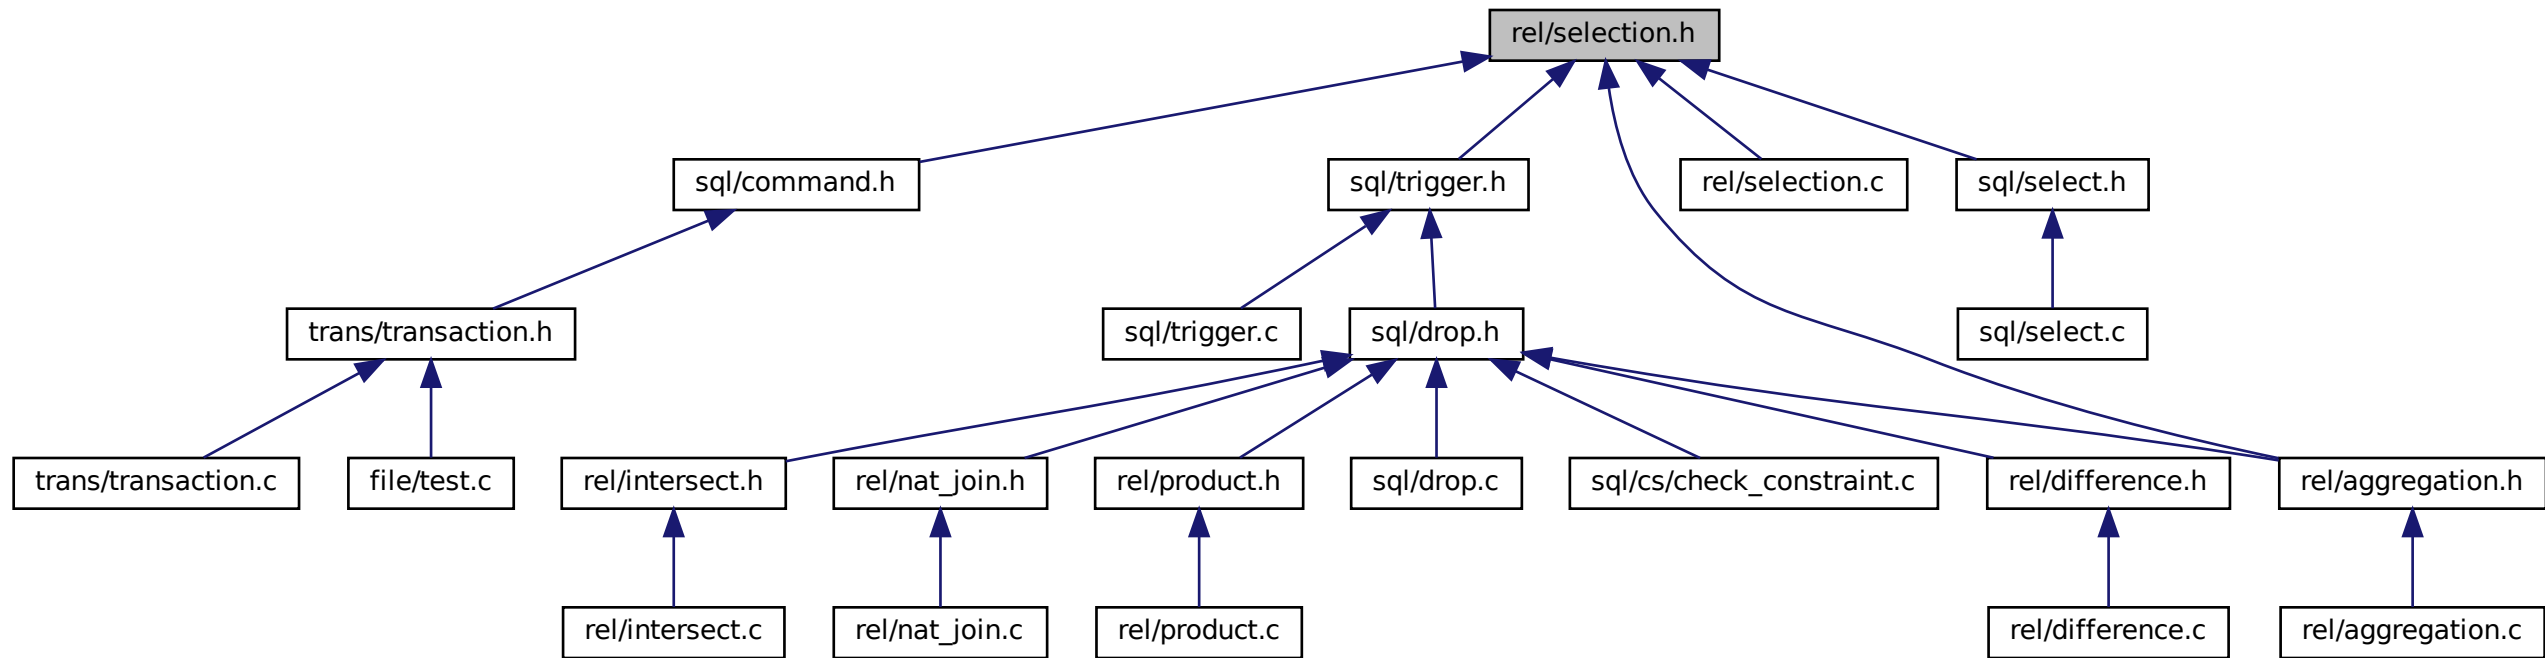 rel/selection.h
sql/command.h
sql/trigger.h
rel/selection.c
sql/select.h
trans/transaction.h
sql/trigger.c
sql/drop.h
sql/select.c
trans/transaction.c
file/test.c
rel/intersect.h
rel/nat_join.h
rel/product.h
sql/drop.c
sql/cs/check_constraint.c
rel/difference.h
rel/aggregation.h
rel/intersect.c
rel/nat_join.c
rel/product.c
rel/difference.c
rel/aggregation.c